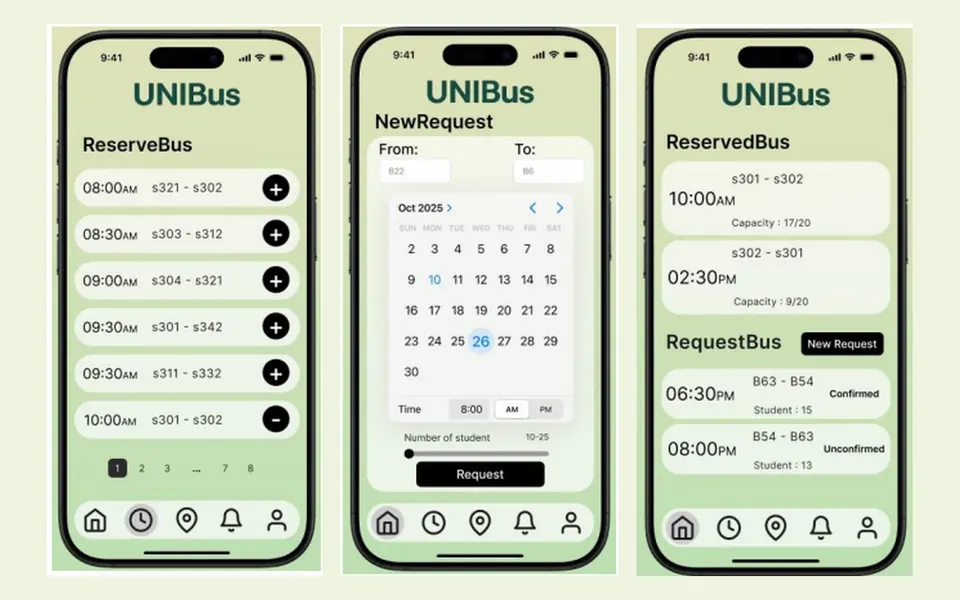 9:41
UNIBus
ReserveBus
08:00AM s321 - s302 +
08:30AM s303 - s312 +
09:00AM s304 - s321 +
09:30AM s301 - s342 +
09:30AM s311 - s332 +
10:00AM s301 - s302 -
1 2 3 ... 7 8
9:41
UNIBus
NewRequest
From: To:
B22 B6
Oct 2025 > < >
SUN MON TUE WED THU FRI SAT
2 3 4 5 6 7 8
9 10 11 12 13 14 15
16 17 18 19 20 21 22
23 24 25 26 27 28 29
30
Time 8:00 AM PM
Number of student 10-25
Request
9:41
UNIBus
ReservedBus
s301 - s302
10:00AM
Capacity : 17/20
s302 - s301
02:30PM
Capacity : 9/20
RequestBus New Request
B63 - B54
06:30PM Confirmed
Student : 15
B54 - B63
08:00PM Unconfirmed
Student : 13